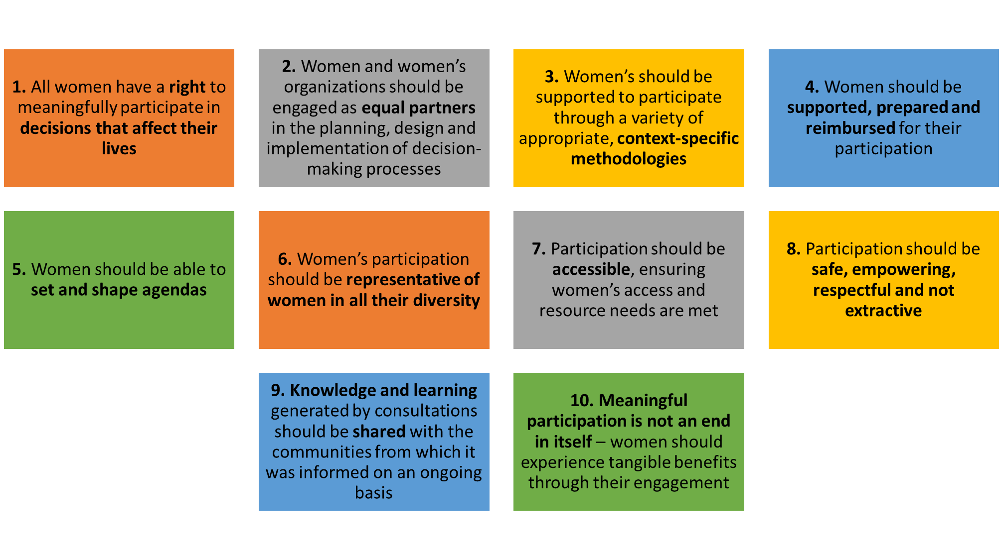 1. All women have a right to
meaningfully participate in
decisions that affect their
lives
2. Women and women’s
organizations should be
engaged as equal partners
in the planning, design and
implementation of decision-
making processes
3. Women’s should be
supported to participate
through a variety of
appropriate, context-specific
methodologies
4. Women should be
supported, prepared and
reimbursed for their
participation
5. Women should be able to
set and shape agendas
6. Women’s participation
should be representative of
women in all their diversity
7. Participation should be
accessible, ensuring
women’s access and
resource needs are met
8. Participation should be
safe, empowering,
respectful and not
extractive
9. Knowledge and learning
generated by consultations
should be shared with the
communities from which it
was informed on an ongoing
basis
10. Meaningful
participation is not an end
in itself – women should
experience tangible benefits
through their engagement